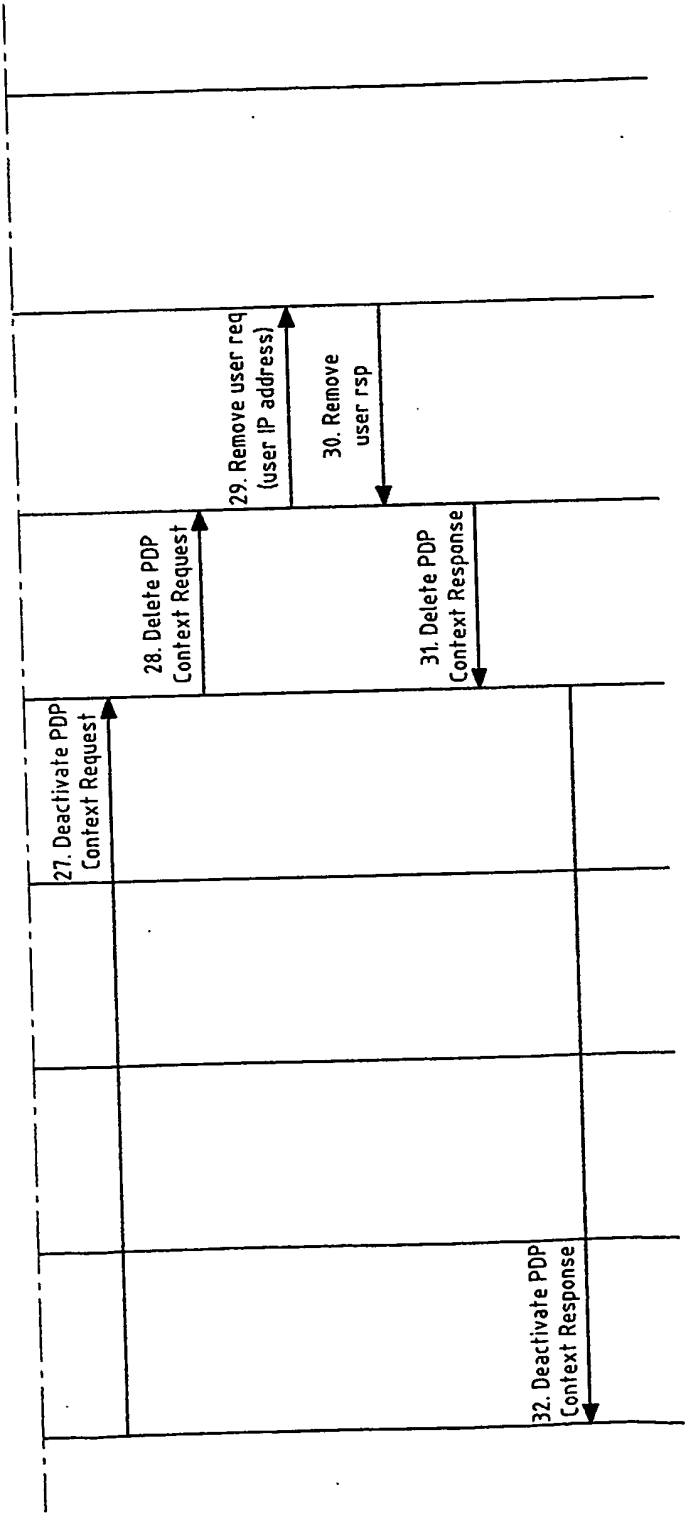 27. Deactivate PDP
Context Request
28. Delete PDP
Context Request
29. Remove user req
(user IP address)
30. Remove
user rsp
31. Delete PDP
Context Response
32. Deactivate PDP
Context Response